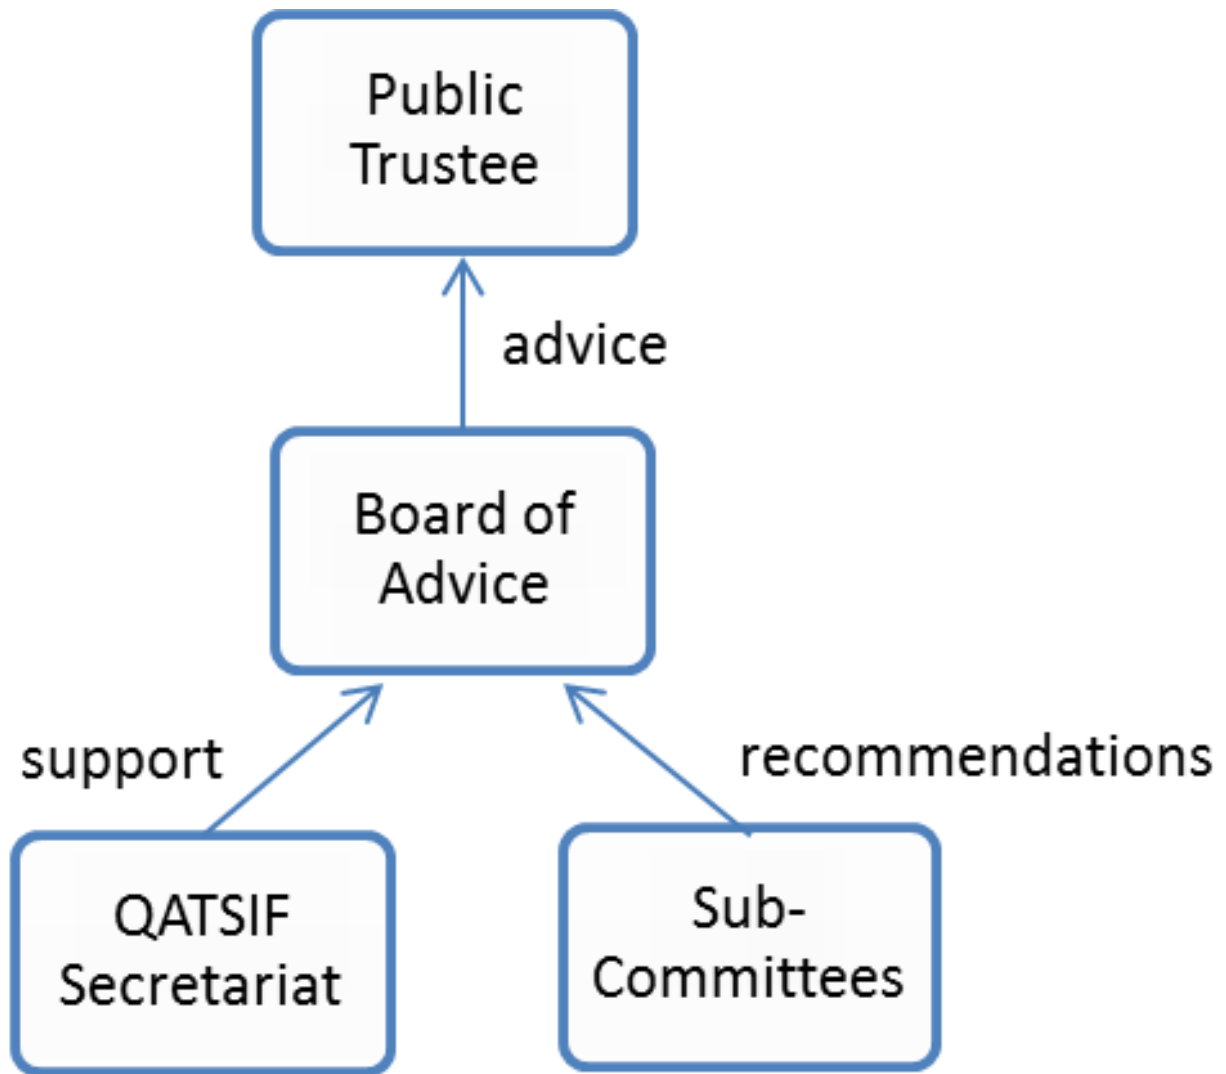 Public
Trustee
advice
Board of
Advice
support
recommendations
QATSIF
Secretariat
Sub-
Committees